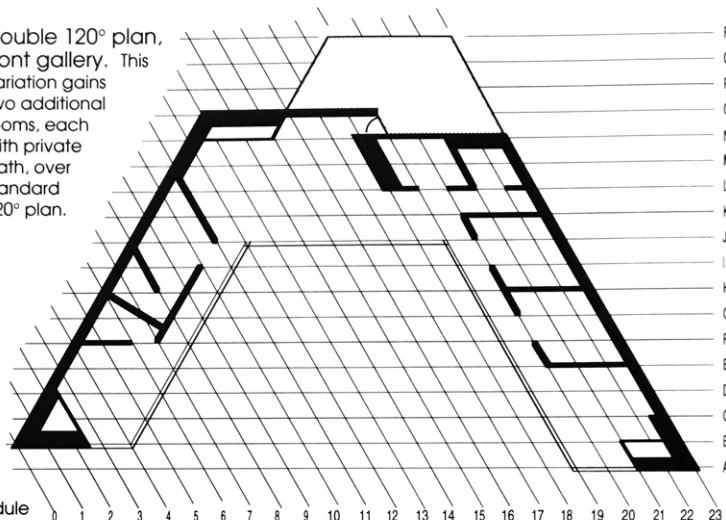 ouble 120° plan,
ont gallery. This
ariation gains
wo additional
ooms, each
ith private
ath, over
tandard
20° plan.
L
K
J
I
E
D
A
dule 0 1 2 3 4 5 6 7 8 9 10 11 12 13 14 15 16 17 18 19 20 21 22 23